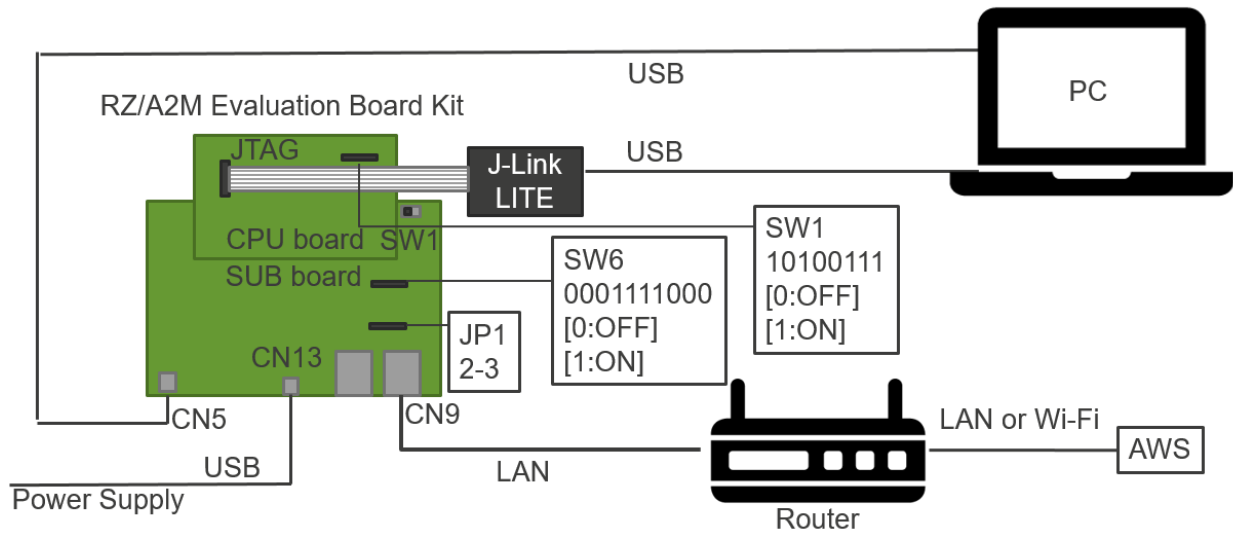 USB
PC
RZ/A2M Evaluation Board Kit
JTAG
J-Link
LITE
USB
CPU board
SW1
SUB board
SW6
0001111000
[0:OFF]
[1:ON]
SW1
10100111
[0:OFF]
[1:ON]
JP1
2-3
CN13
CN5
CN9
USB
Power Supply
LAN
LAN or Wi-Fi
AWS
Router